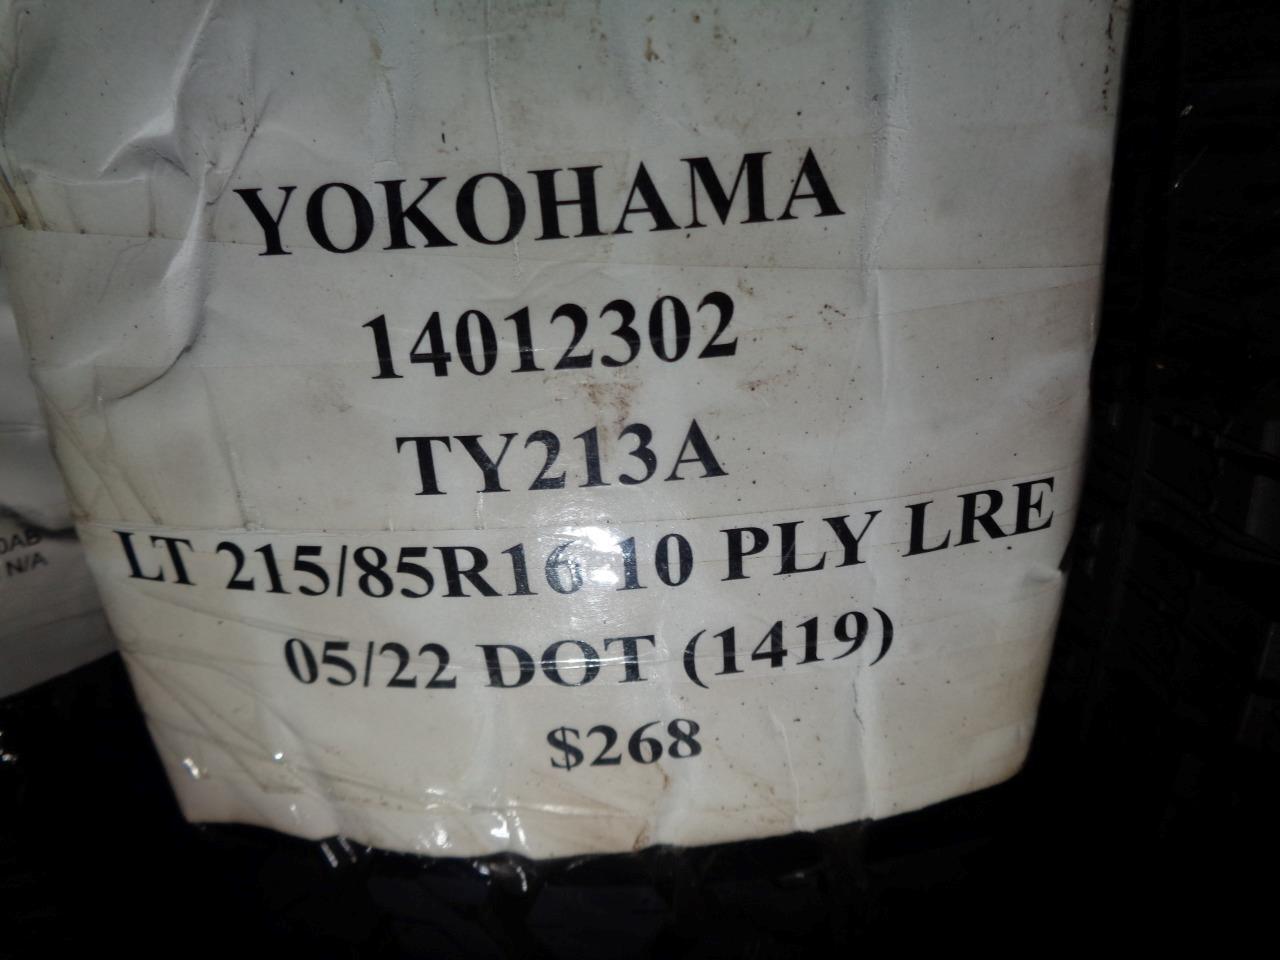 YOKOHAMA
14012302
TY213A
LT 215/85R16 10 PLY LRE
05/22 DOT (1419)
$268
N/A